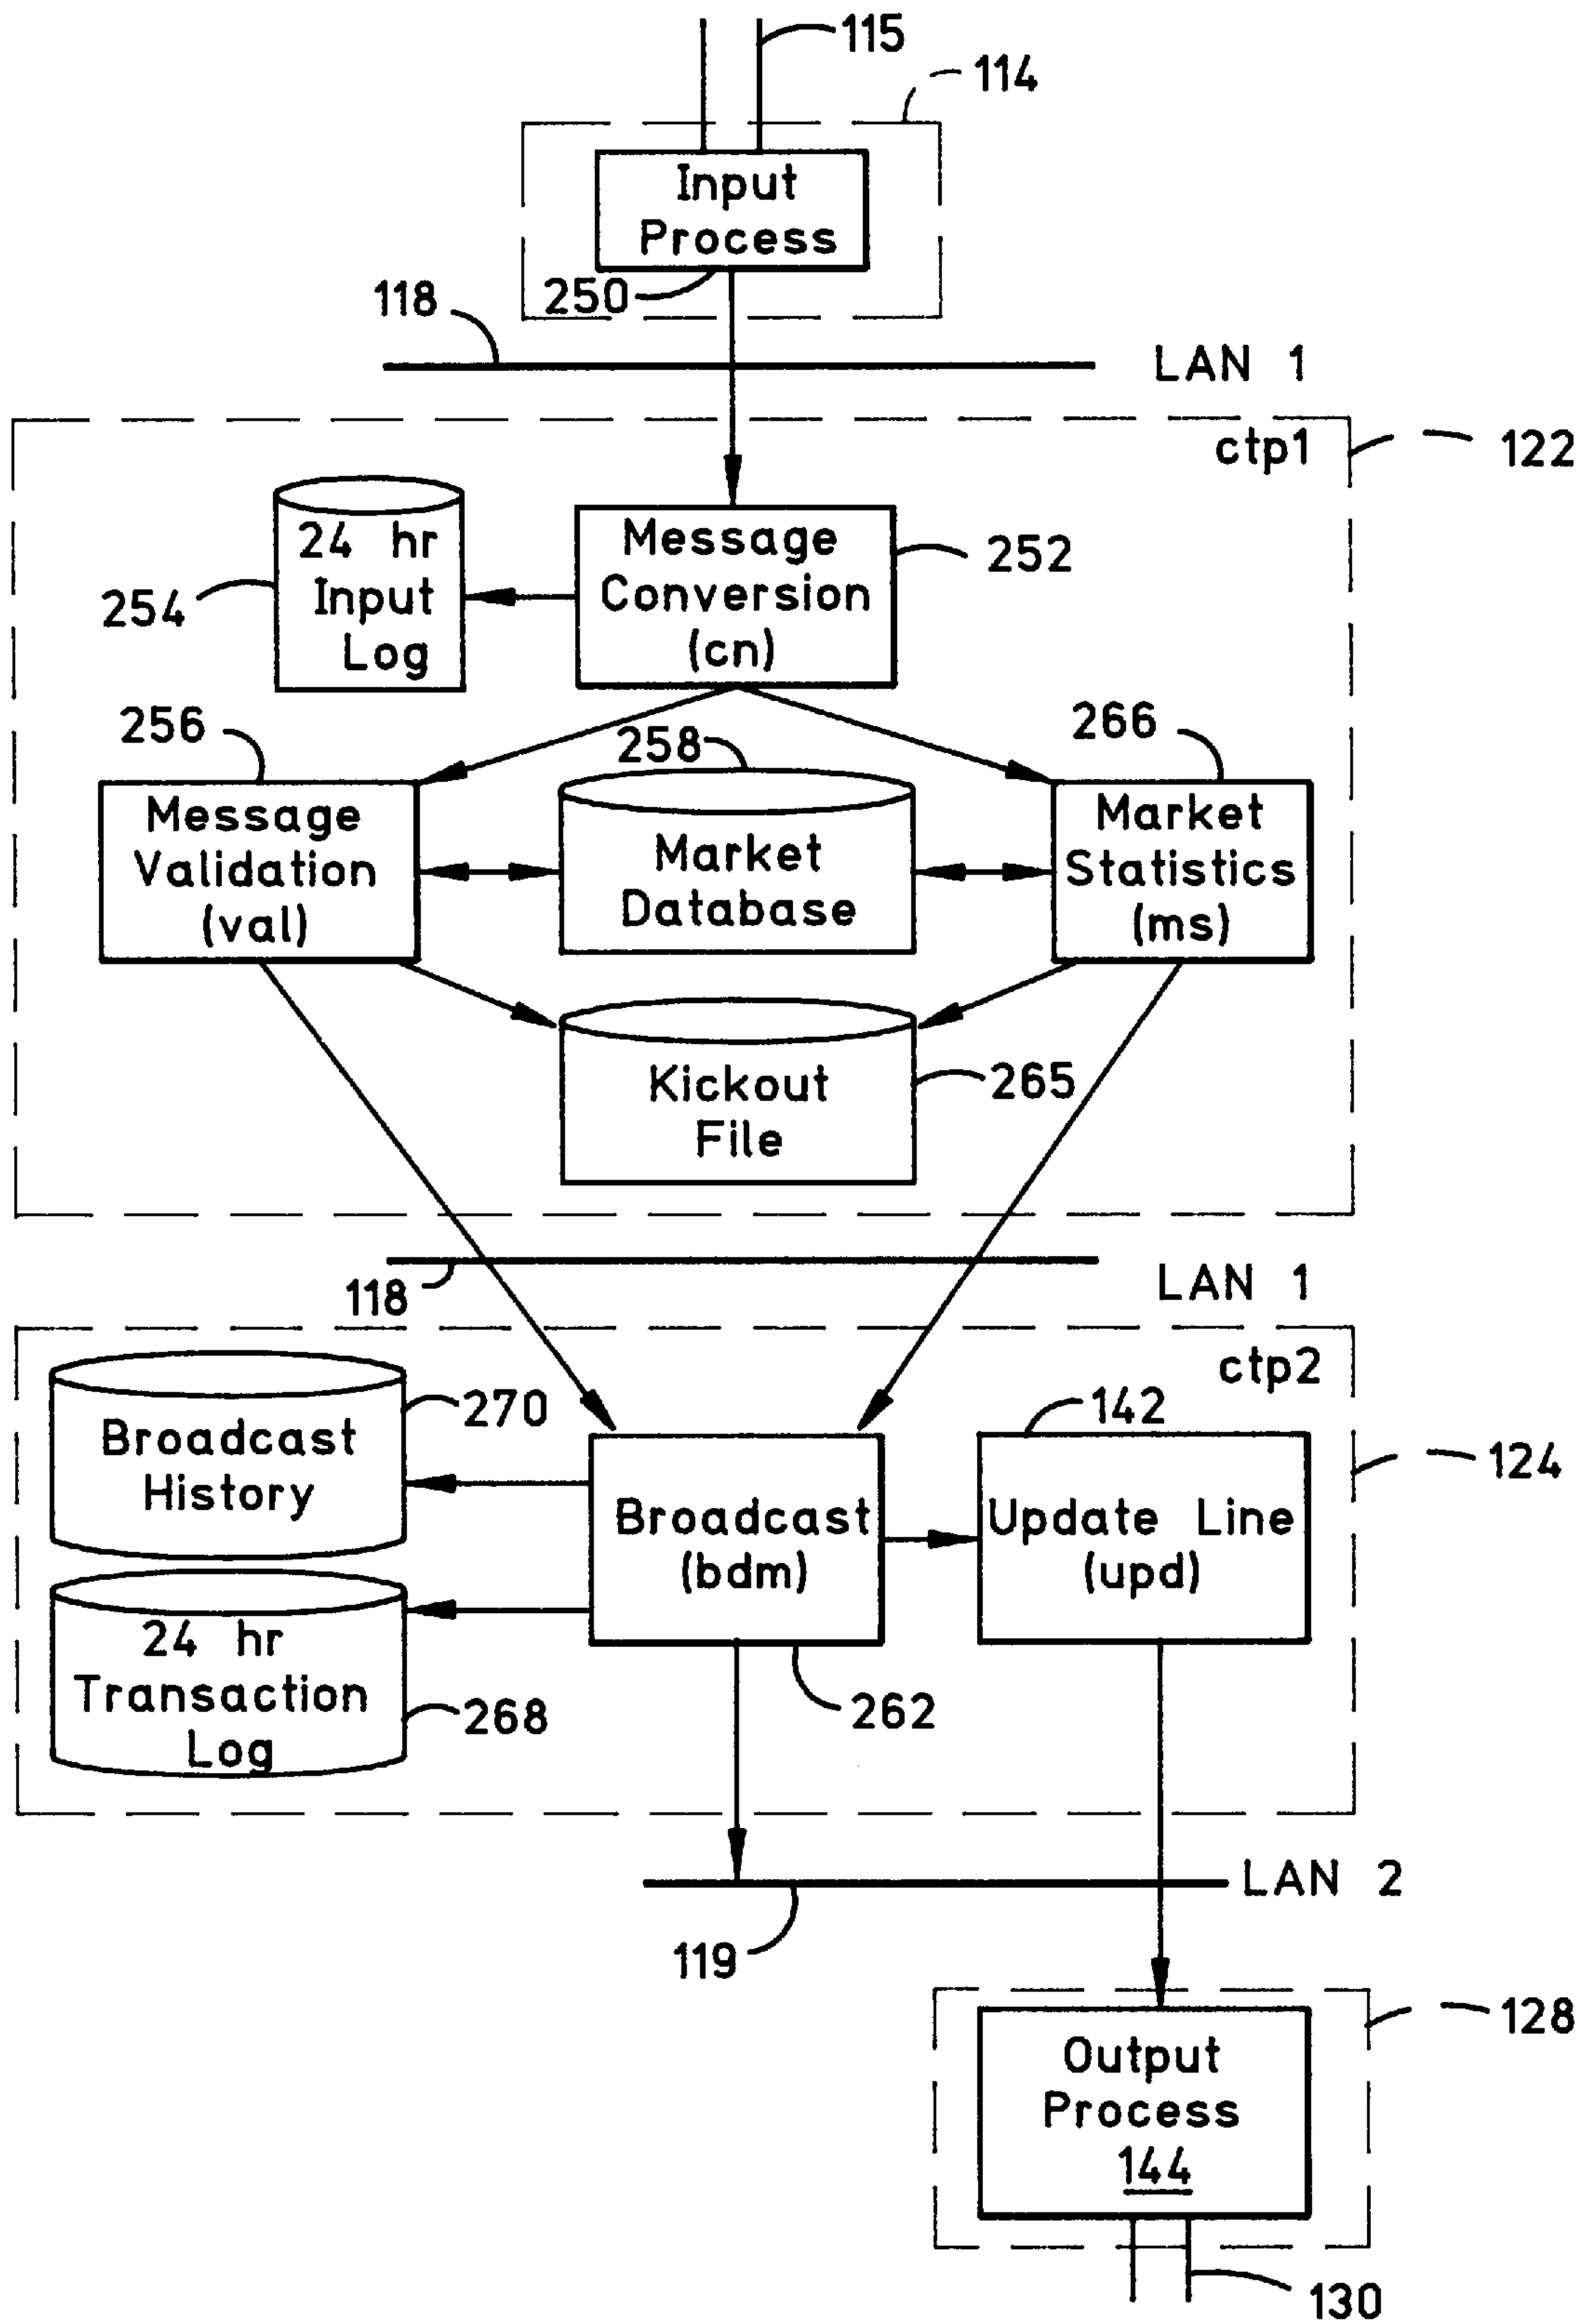 115
114
Input
Process
250
118
LAN 1
ctp1
122
24 hr
Input
Log
254
Message
Conversion
(cn)
252
256
258
266
Message
Validation
(val)
Market
Database
Market
Statistics
(ms)
Kickout
File
265
118
LAN 1
ctp2
124
Broadcast
History
270
142
Broadcast
(bdm)
Update Line
(upd)
24 hr
Transaction
Log
268
262
LAN 2
119
128
Output
Process
144
130